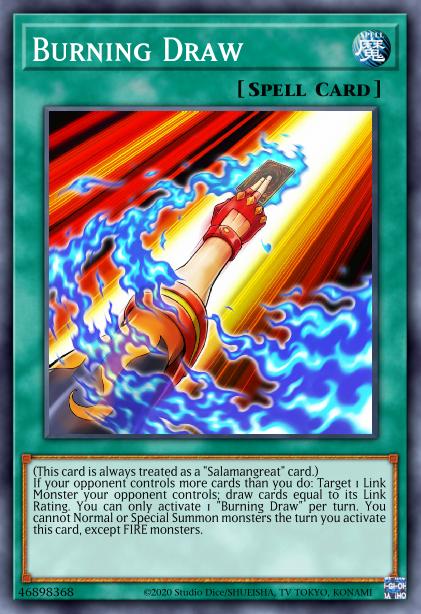 Burning Draw
SPELL
魔
[Spell Card]
(This card is always treated as a "Salamangreat" card.)
If your opponent controls more cards than you do: Target 1 Link
Monster your opponent controls; draw cards equal to its Link
Rating. You can only activate 1 "Burning Draw" per turn. You
cannot Normal or Special Summon monsters the turn you activate
this card, except FIRE monsters.
46898368
©2020 Studio Dice/SHUEISHA, TV TOKYO, KONAMI